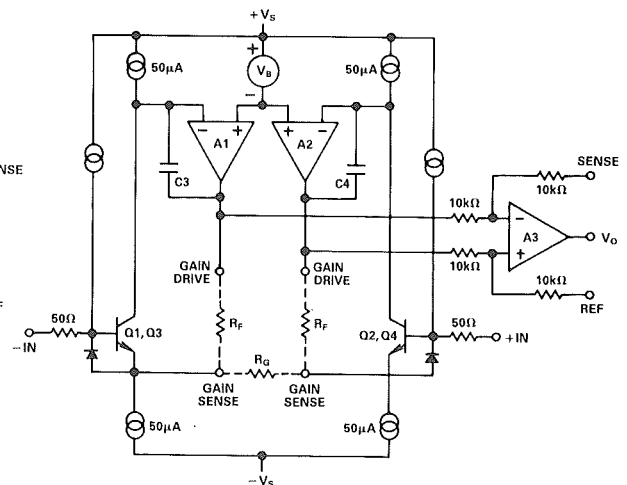 +VS
50μA
+
VB
−
50μA
− +
A1
+ −
A2
C3
C4
NSE
SENSE
10kΩ
10kΩ
−
A3
+
VO
10kΩ
10kΩ
REF
GAIN
DRIVE
GAIN
DRIVE
F
50Ω
−IN
Q1, Q3
RF
RF
Q2, Q4
50Ω
+IN
RG
GAIN
SENSE
GAIN
SENSE
50μA
50μA
−VS